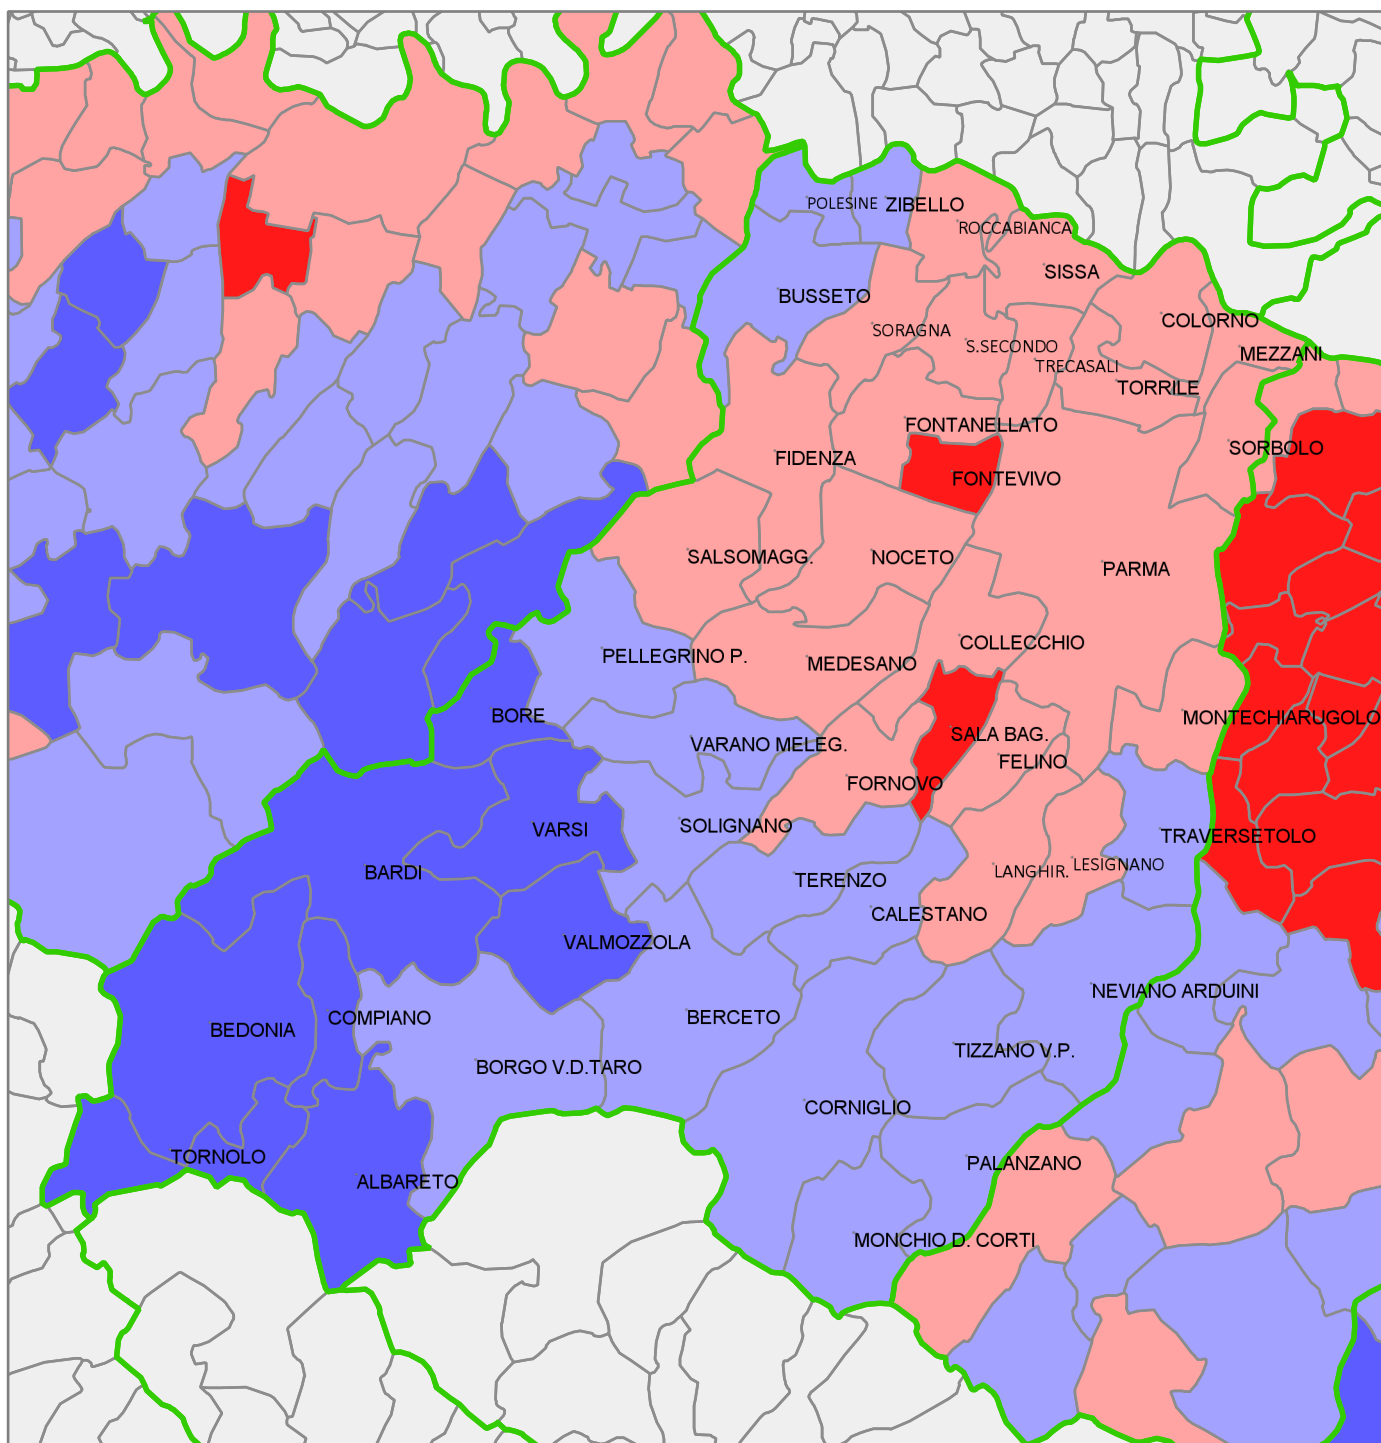 POLESINE
ZIBELLO
ROCCABIANCA
SISSA
BUSSETO
COLORNO
SORAGNA
S.SECONDO
MEZZANI
TRECASALI
TORRILE
FONTANELLATO
SORBOLO
FIDENZA
FONTEVIVO
SALSOMAGG.
NOCETO
PARMA
COLLECCHIO
PELLEGRINO P.
MEDESANO
BORE
MONTECHIARUGOLO
SALA BAG.
VARANO MELEG.
FELINO
FORNOVO
SOLIGNANO
VARSI
TRAVERSETOLO
LESIGNANO
BARDI
LANGHIR.
TERENZO
CALESTANO
VALMOZZOLA
NEVIANO ARDUINI
COMPIANO
BERCETO
BEDONIA
TIZZANO V.P.
BORGO V.D.TARO
CORNIGLIO
TORNOLO
PALANZANO
ALBARETO
MONCHIO D. CORTI